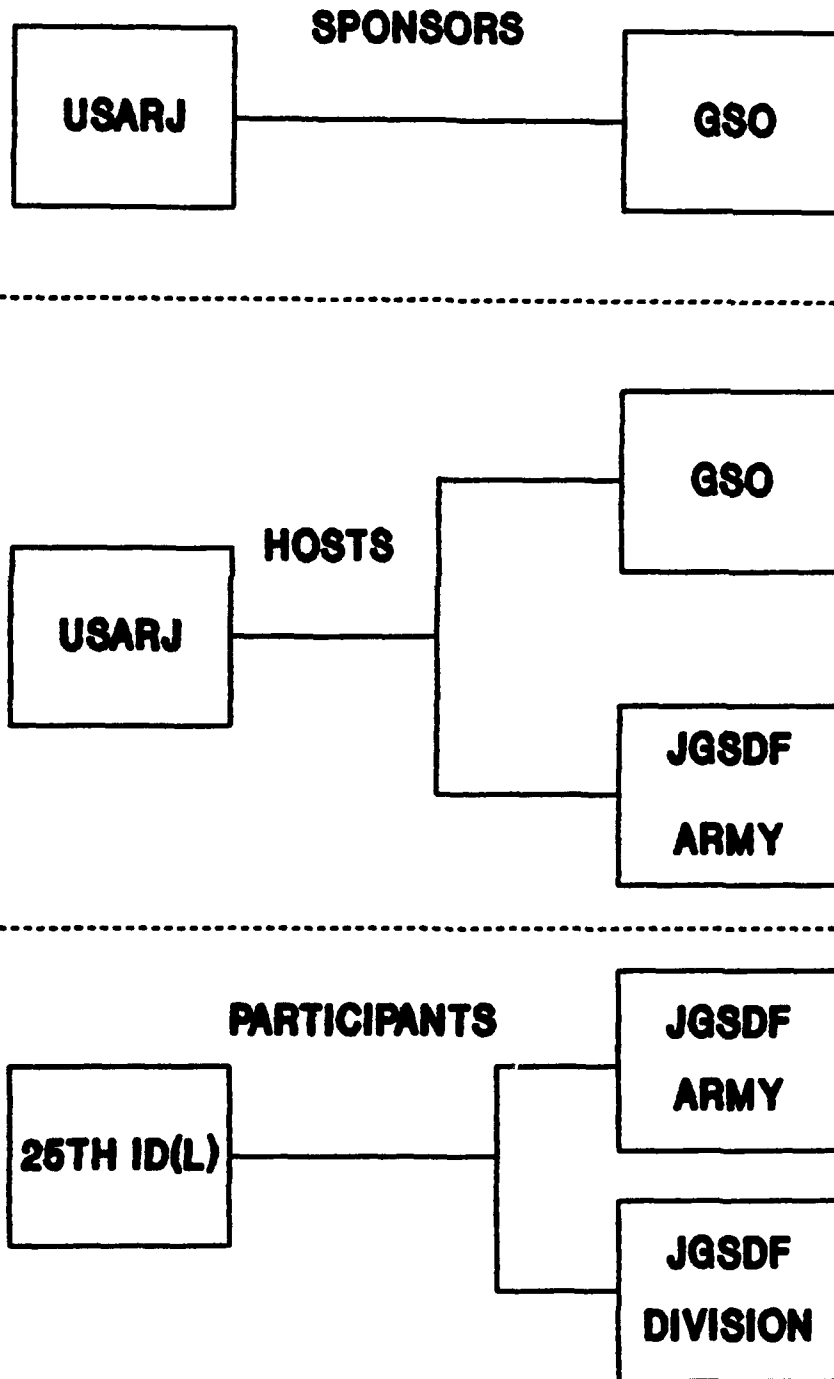 SPONSORS
USARJ
GSO
GSO
HOSTS
USARJ
JGSDF
ARMY
PARTICIPANTS
JGSDF
ARMY
25TH ID(L)
JGSDF
DIVISION